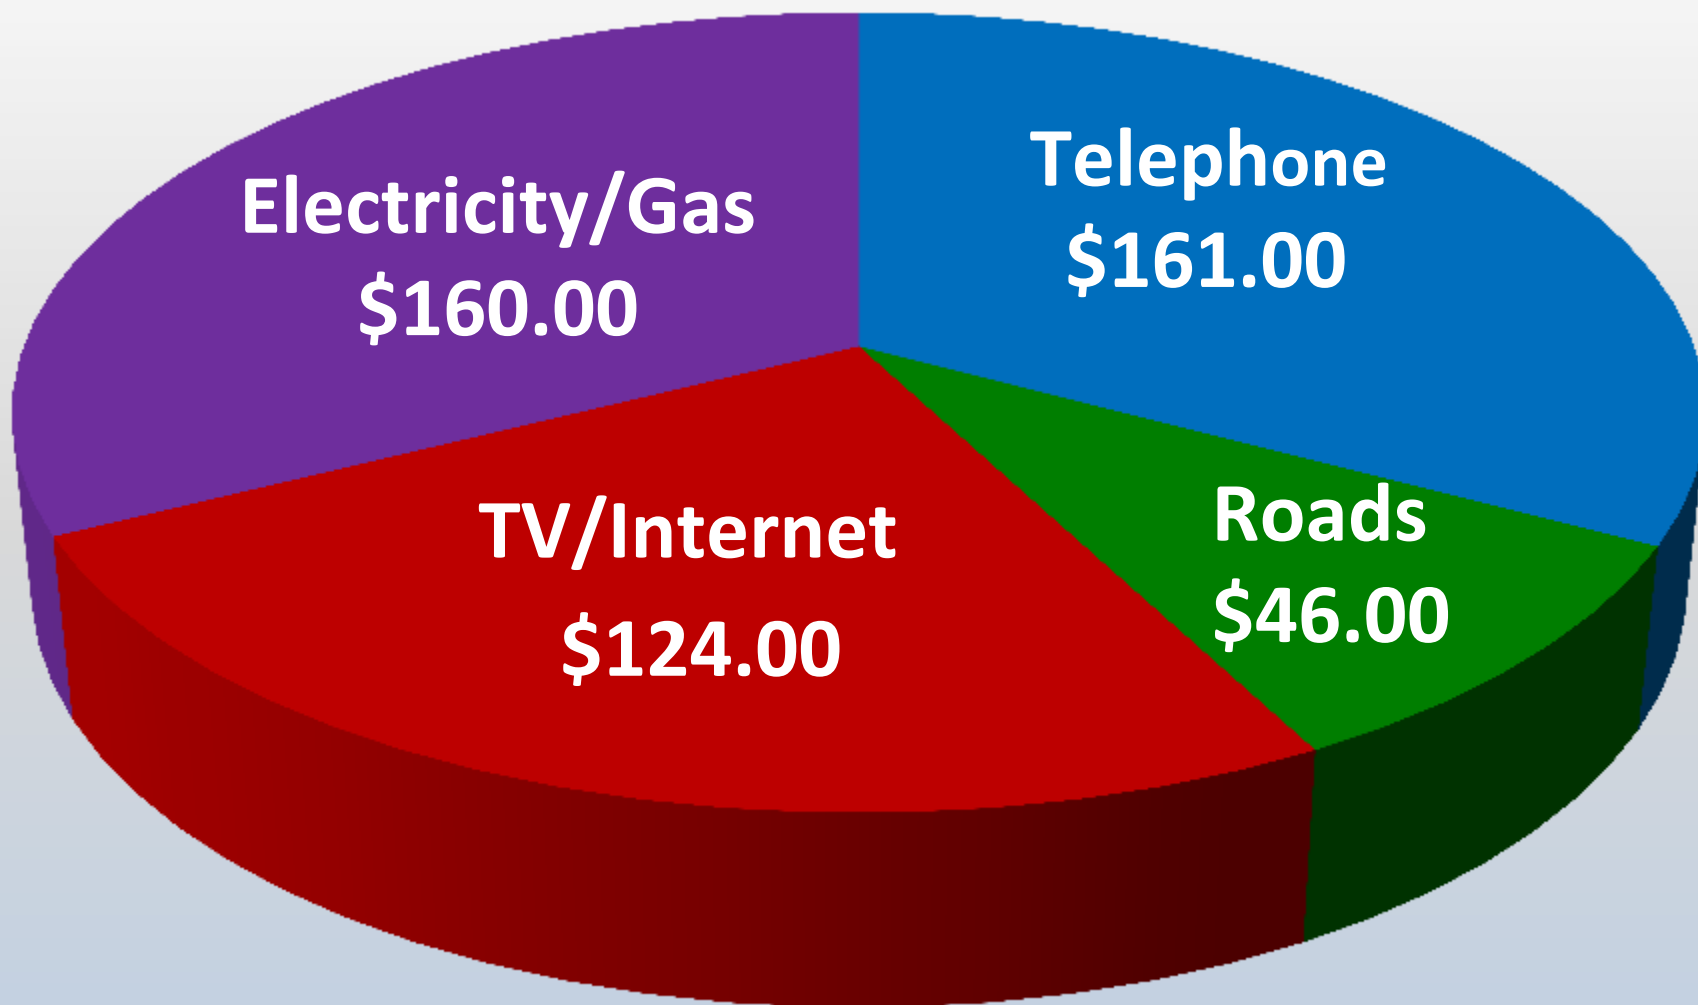 Telephone
$161.00
Electricity/Gas
$160.00
Roads
$46.00
TV/Internet
$124.00